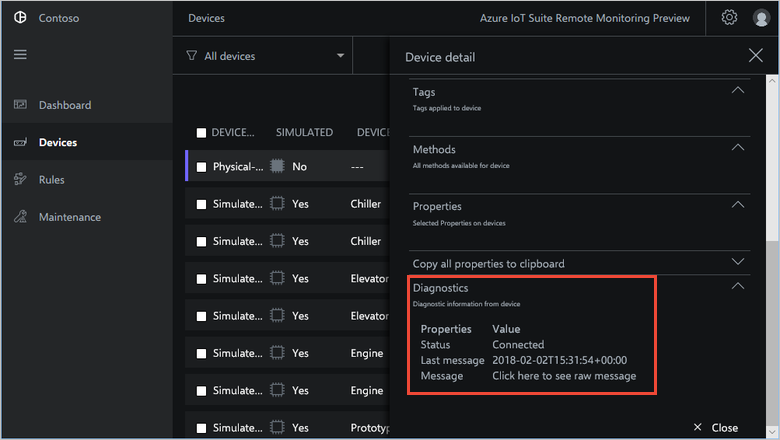 Contoso
Devices
Azure IoT Suite Remote Monitoring Preview
All devices
Device detail
Dashboard
Devices
Rules
Maintenance
DEVICE... SIMULATED DEVICE
Physical-... No ---
Simulate... Yes Chiller
Simulate... Yes Chiller
Simulate... Yes Elevator
Simulate... Yes Elevator
Simulate... Yes Engine
Simulate... Yes Engine
Simulate... Yes Prototyp
Tags
Tags applied to device
Methods
All methods available for device
Properties
Selected Properties on devices
Copy all properties to clipboard
Diagnostics
Diagnostic information from device
Properties Value
Status Connected
Last message 2018-02-02T15:31:54+00:00
Message Click here to see raw message
Close